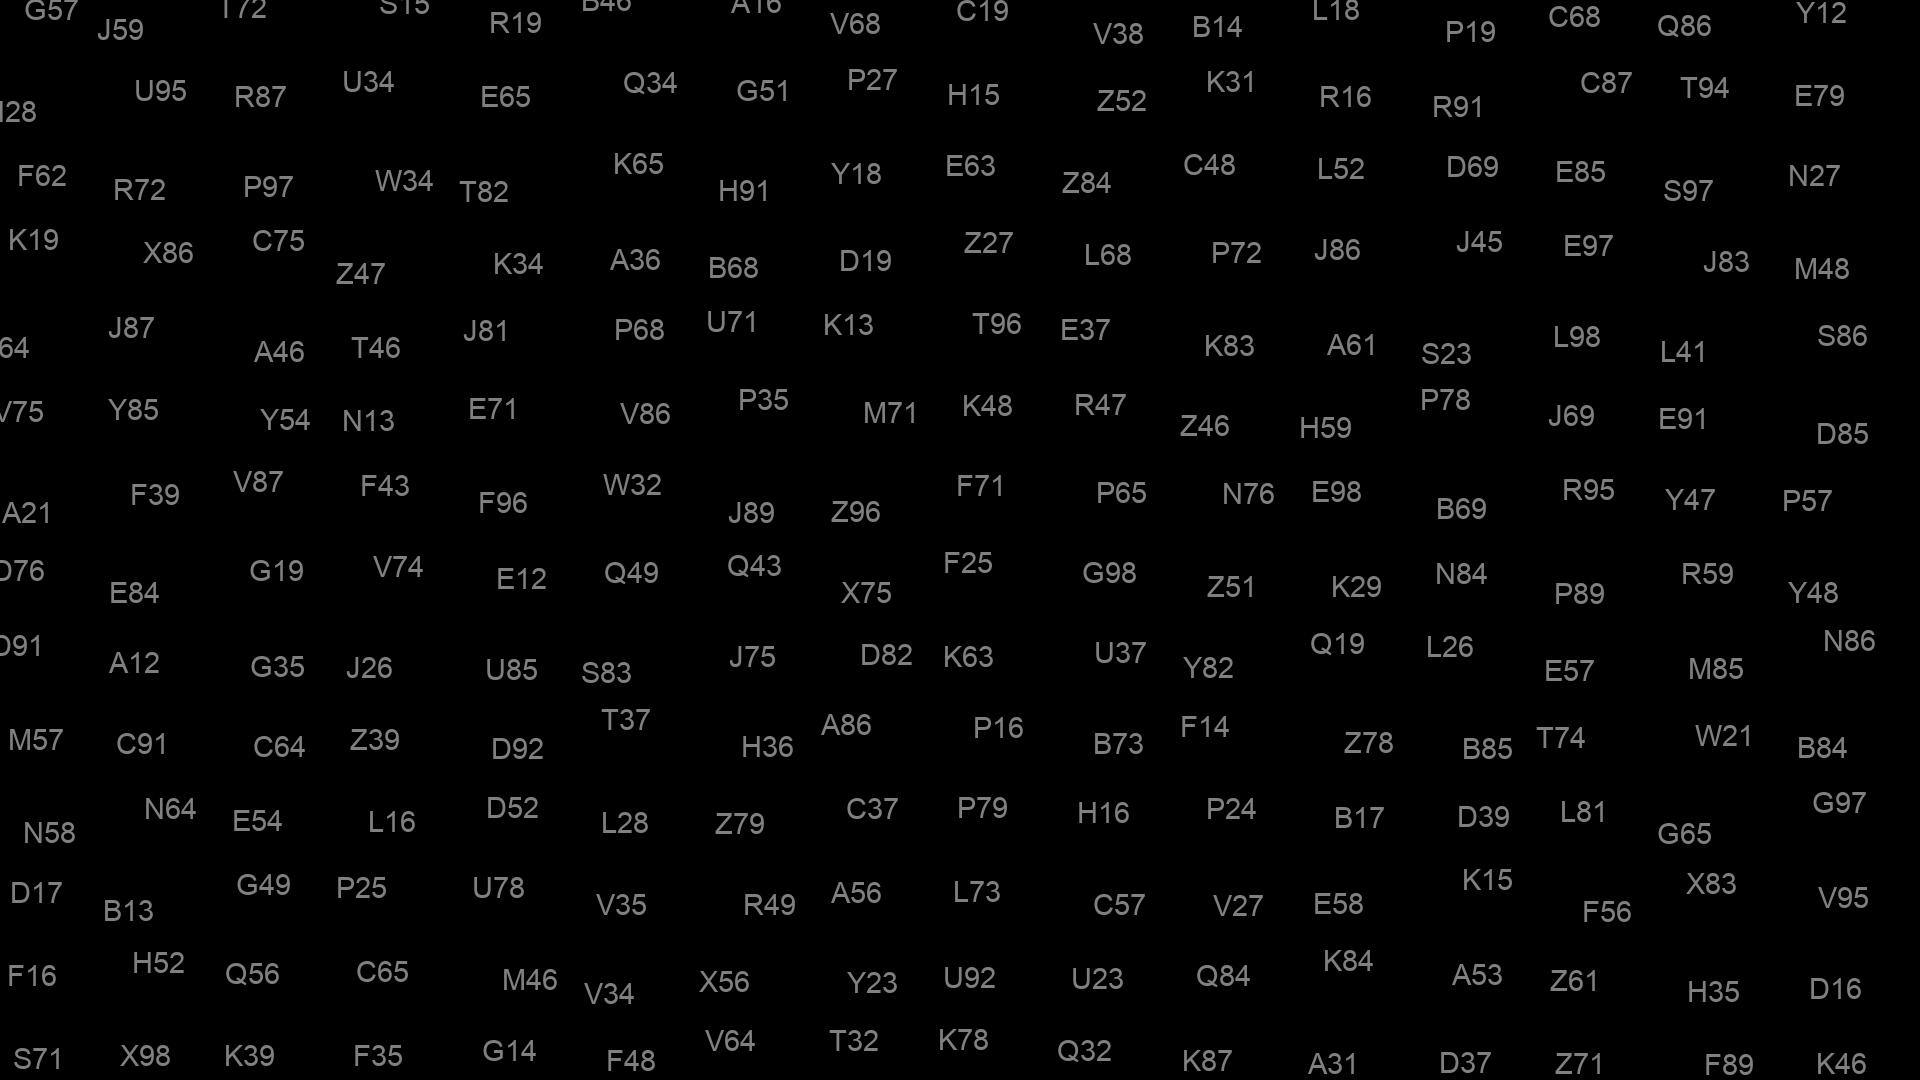 G57 J59 T72 S15 R19 B46 A16 V68 C19 V38 B14 L18 P19 C68 Q86 Y12
U95 R87 U34 E65 Q34 G51 P27 H15 Z52 K31 R16 R91 C87 T94 E79
F62 R72 P97 W34 T82 K65 H91 Y18 E63 Z84 C48 L52 D69 E85 S97 N27
K19 X86 C75 Z47 K34 A36 B68 D19 Z27 L68 P72 J86 J45 E97 J83 M48
64 J87 A46 T46 J81 P68 U71 K13 T96 E37 K83 A61 S23 L98 L41 S86
V75 Y85 Y54 N13 E71 V86 P35 M71 K48 R47 Z46 H59 P78 J69 E91 D85
A21 F39 V87 F43 F96 W32 J89 Z96 F71 P65 N76 E98 B69 R95 Y47 P57
D76 E84 G19 V74 E12 Q49 Q43 X75 F25 G98 Z51 K29 N84 P89 R59 Y48
D91 A12 G35 J26 U85 S83 J75 D82 K63 U37 Y82 Q19 L26 E57 M85 N86
M57 C91 C64 Z39 D92 T37 H36 A86 P16 B73 F14 Z78 B85 T74 W21 B84
N58 N64 E54 L16 D52 L28 Z79 C37 P79 H16 P24 B17 D39 L81 G65 G97
D17 B13 G49 P25 U78 V35 R49 A56 L73 C57 V27 E58 K15 F56 X83 V95
F16 H52 Q56 C65 M46 V34 X56 Y23 U92 U23 Q84 K84 A53 Z61 H35 D16
S71 X98 K39 F35 G14 F48 V64 T32 K78 Q32 K87 A31 D37 Z71 F89 K46